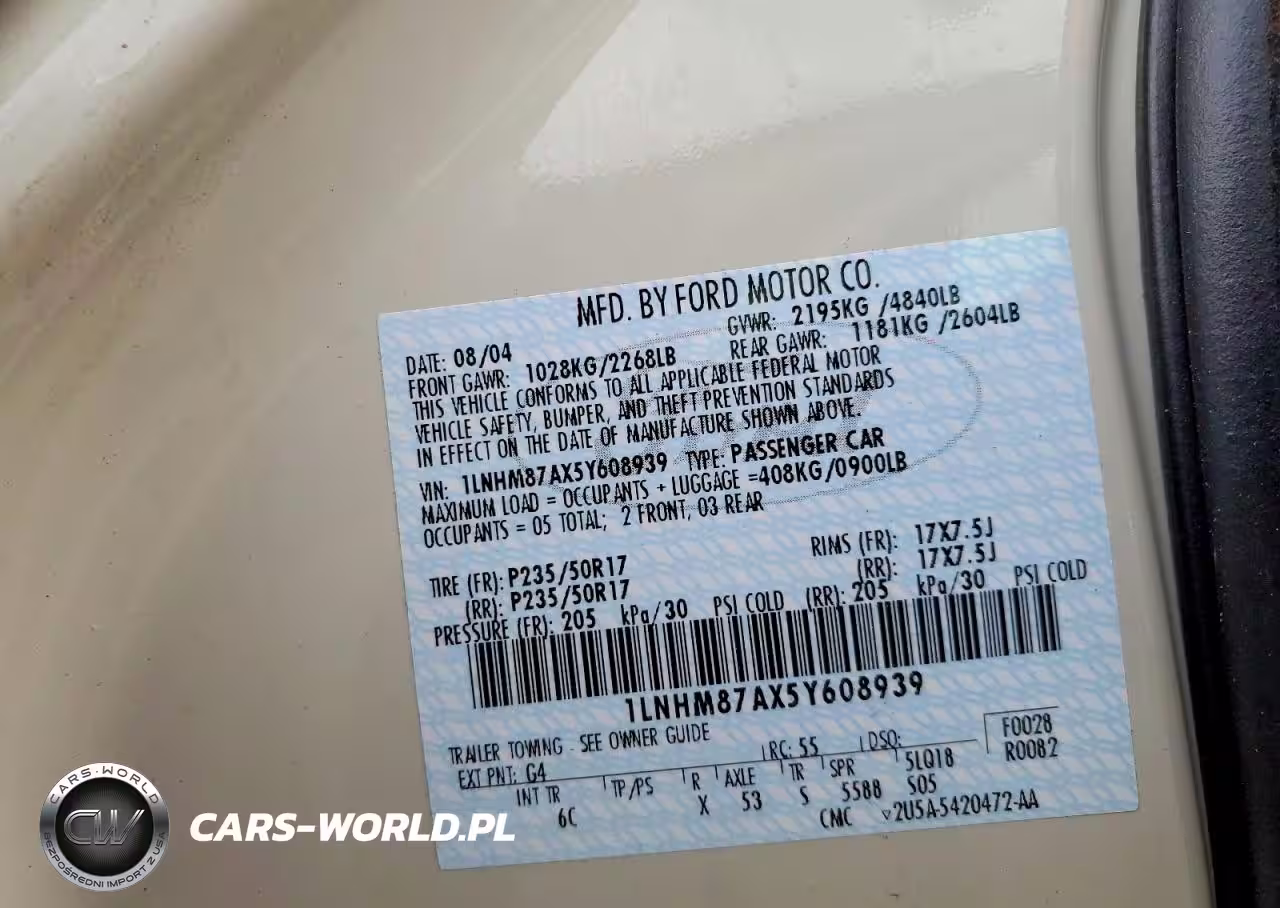 MFD. BY FORD MOTOR CO.
DATE: 08/04 GVWR: 2195KG /4840LB
FRONT GAWR: 1028KG/2268LB REAR GAWR: 1181KG /2604LB
THIS VEHICLE CONFORMS TO ALL APPLICABLE FEDERAL MOTOR
VEHICLE SAFETY, BUMPER, AND THEFT PREVENTION STANDARDS
IN EFFECT ON THE DATE OF MANUFACTURE SHOWN ABOVE.
VIN: 1LNHM87AX5Y608939 TYPE: PASSENGER CAR
MAXIMUM LOAD = OCCUPANTS + LUGGAGE =408KG/0900LB
OCCUPANTS = 05 TOTAL; 2 FRONT, 03 REAR
TIRE (FR): P235/50R17 RIMS (FR): 17X7.5J
(RR): P235/50R17 (RR): 17X7.5J
PRESSURE (FR): 205 kPa/30 PSI COLD (RR): 205 kPa/30 PSI COLD
1LNHM87AX5Y608939
TRAILER TOWING - SEE OWNER GUIDE
F0028
EXT PNT: G4 RC: 55 DSO: R0082
INT TR TP/PS R AXLE TR SPR 5LQ18
6C X 53 S 5588 S05
CMC 2U5A-5420472-AA
CARS-WORLD
CW
BEZPOŚREDNI IMPORT Z USA
CARS-WORLD.PL